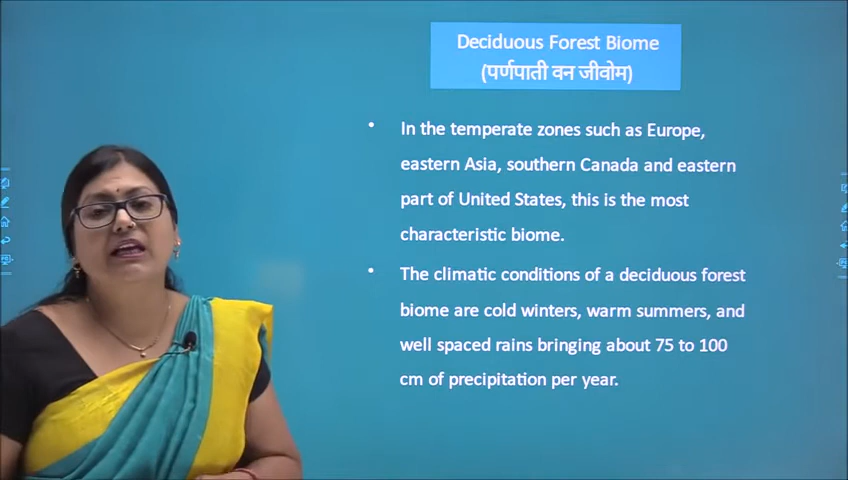 Deciduous Forest Biome
(पर्णपाती वन जीवोम)
• In the temperate zones such as Europe,
eastern Asia, southern Canada and eastern
part of United States, this is the most
characteristic biome.
• The climatic conditions of a deciduous forest
biome are cold winters, warm summers, and
well spaced rains bringing about 75 to 100
cm of precipitation per year.